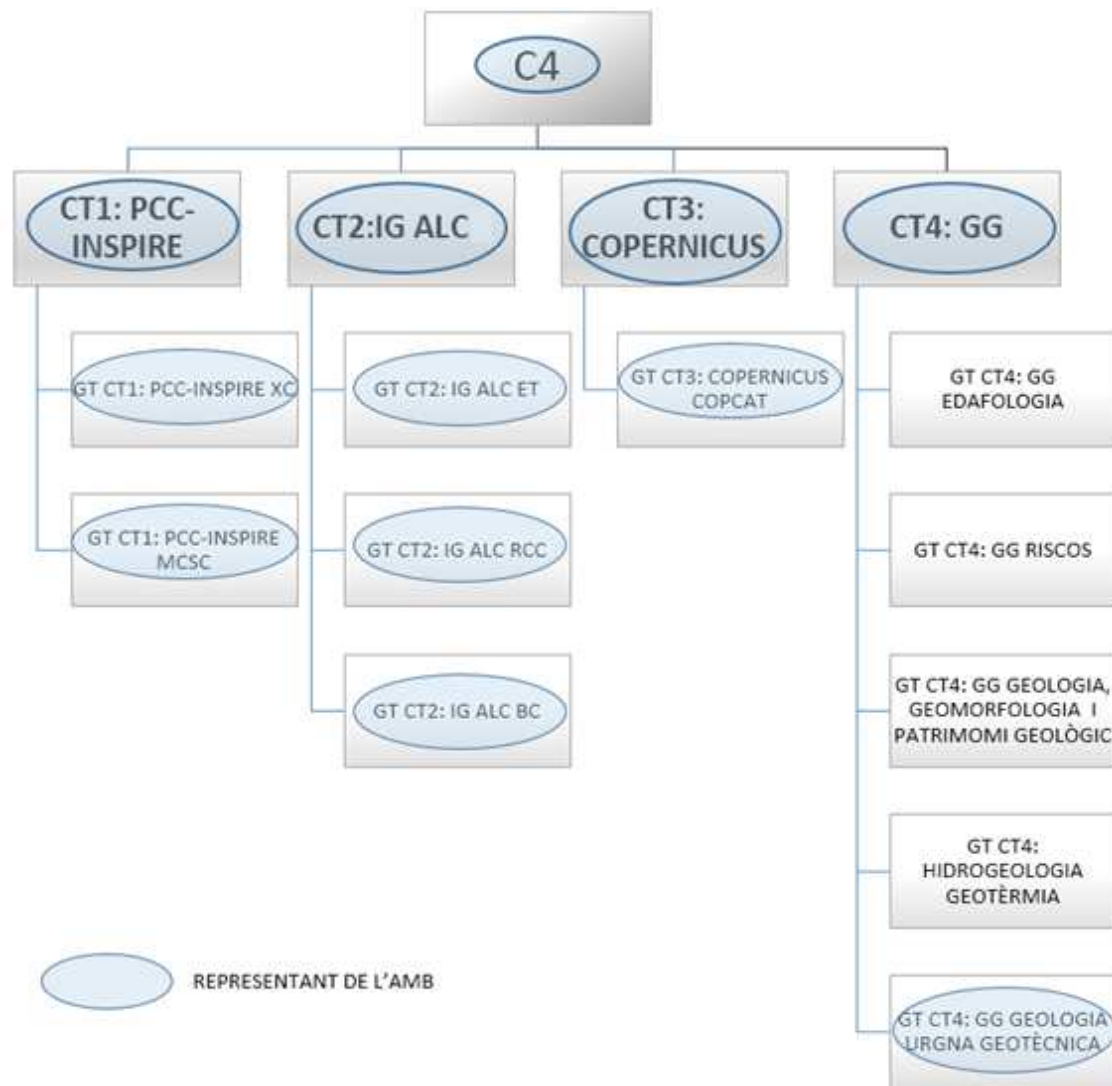 C4
CT1: PCC-
INSPIRE
CT2:IG ALC
CT3:
COPERNICUS
CT4: GG
GT CT1: PCC-INSPIRE XC
GT CT1: PCC-INSPIRE
MCSC
GT CT2: IG ALC ET
GT CT2: IG ALC RCC
GT CT2: IG ALC BC
GT CT3: COPERNICUS
COPCAT
GT CT4: GG
EDAFOLOGIA
GT CT4: GG RISCOS
GT CT4: GG GEOLOGIA,
GEOMORFOLOGIA I
PATRIMOMI GEOLÒGIC
GT CT4:
HIDROGEOLOGIA
GEOTÈRMIA
GT CT4: GG GEOLOGIA
URGNA GEOTÈCNICA
REPRESENTANT DE L'AMB